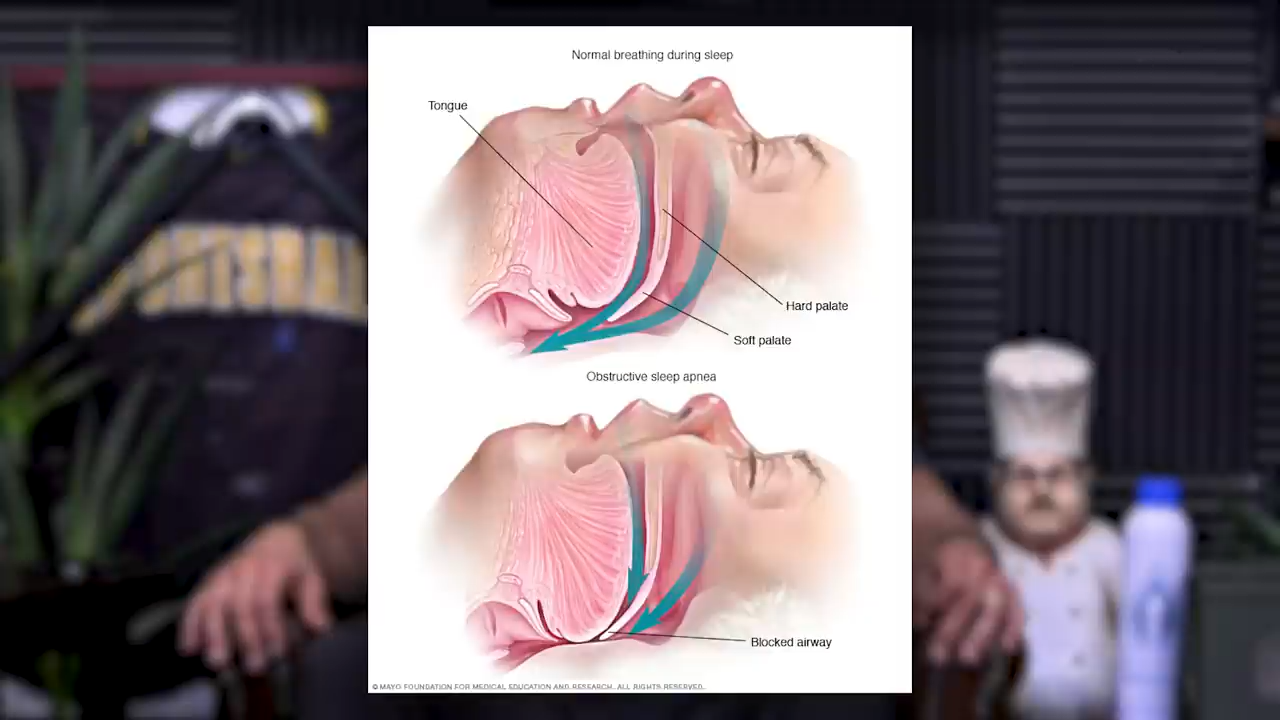 Normal breathing during sleep
Tongue
Hard palate
Soft palate
Obstructive sleep apnea
Blocked airway
© MAYO FOUNDATION FOR MEDICAL EDUCATION AND RESEARCH. ALL RIGHTS RESERVED.